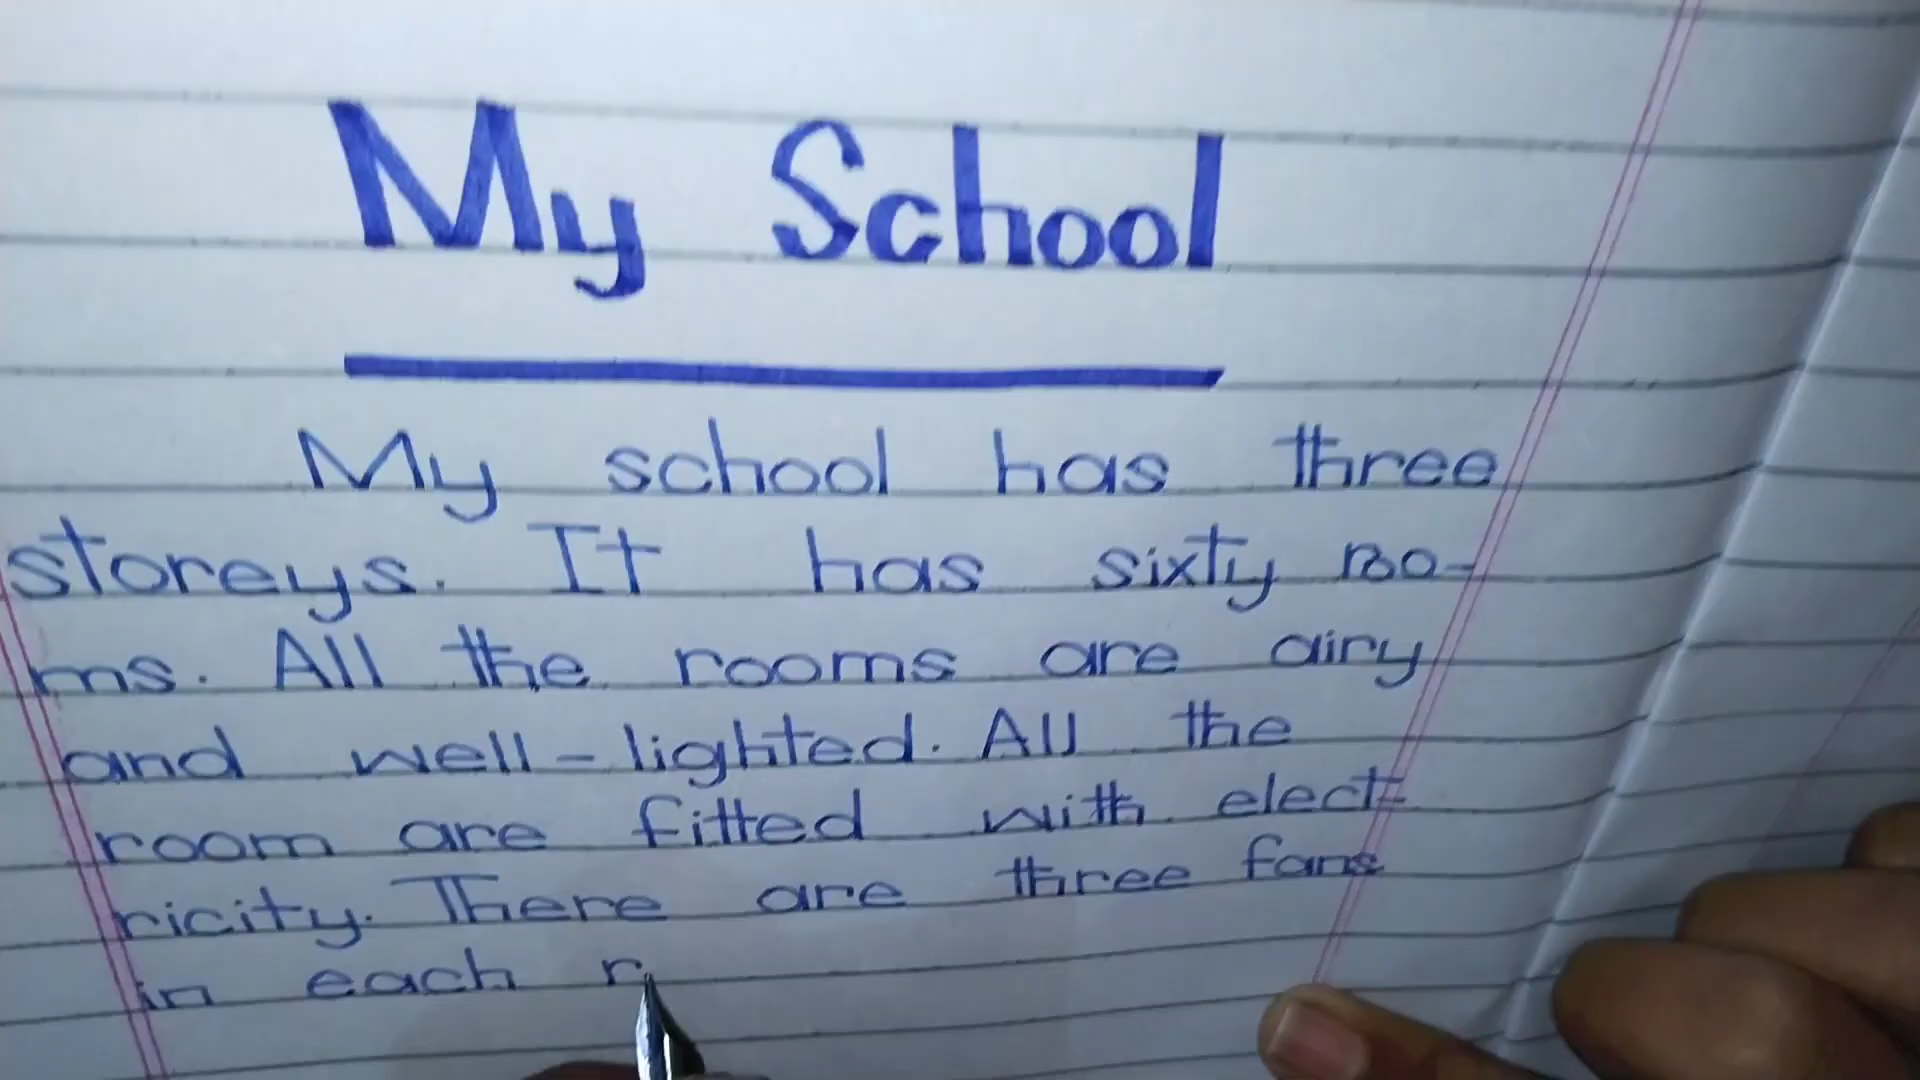 My School
My school has three
storeys. It has sixty roo-
ms. All the rooms are airy
and well-lighted. All the
room are fitted with elect-
ricity. There are three fans
in each r